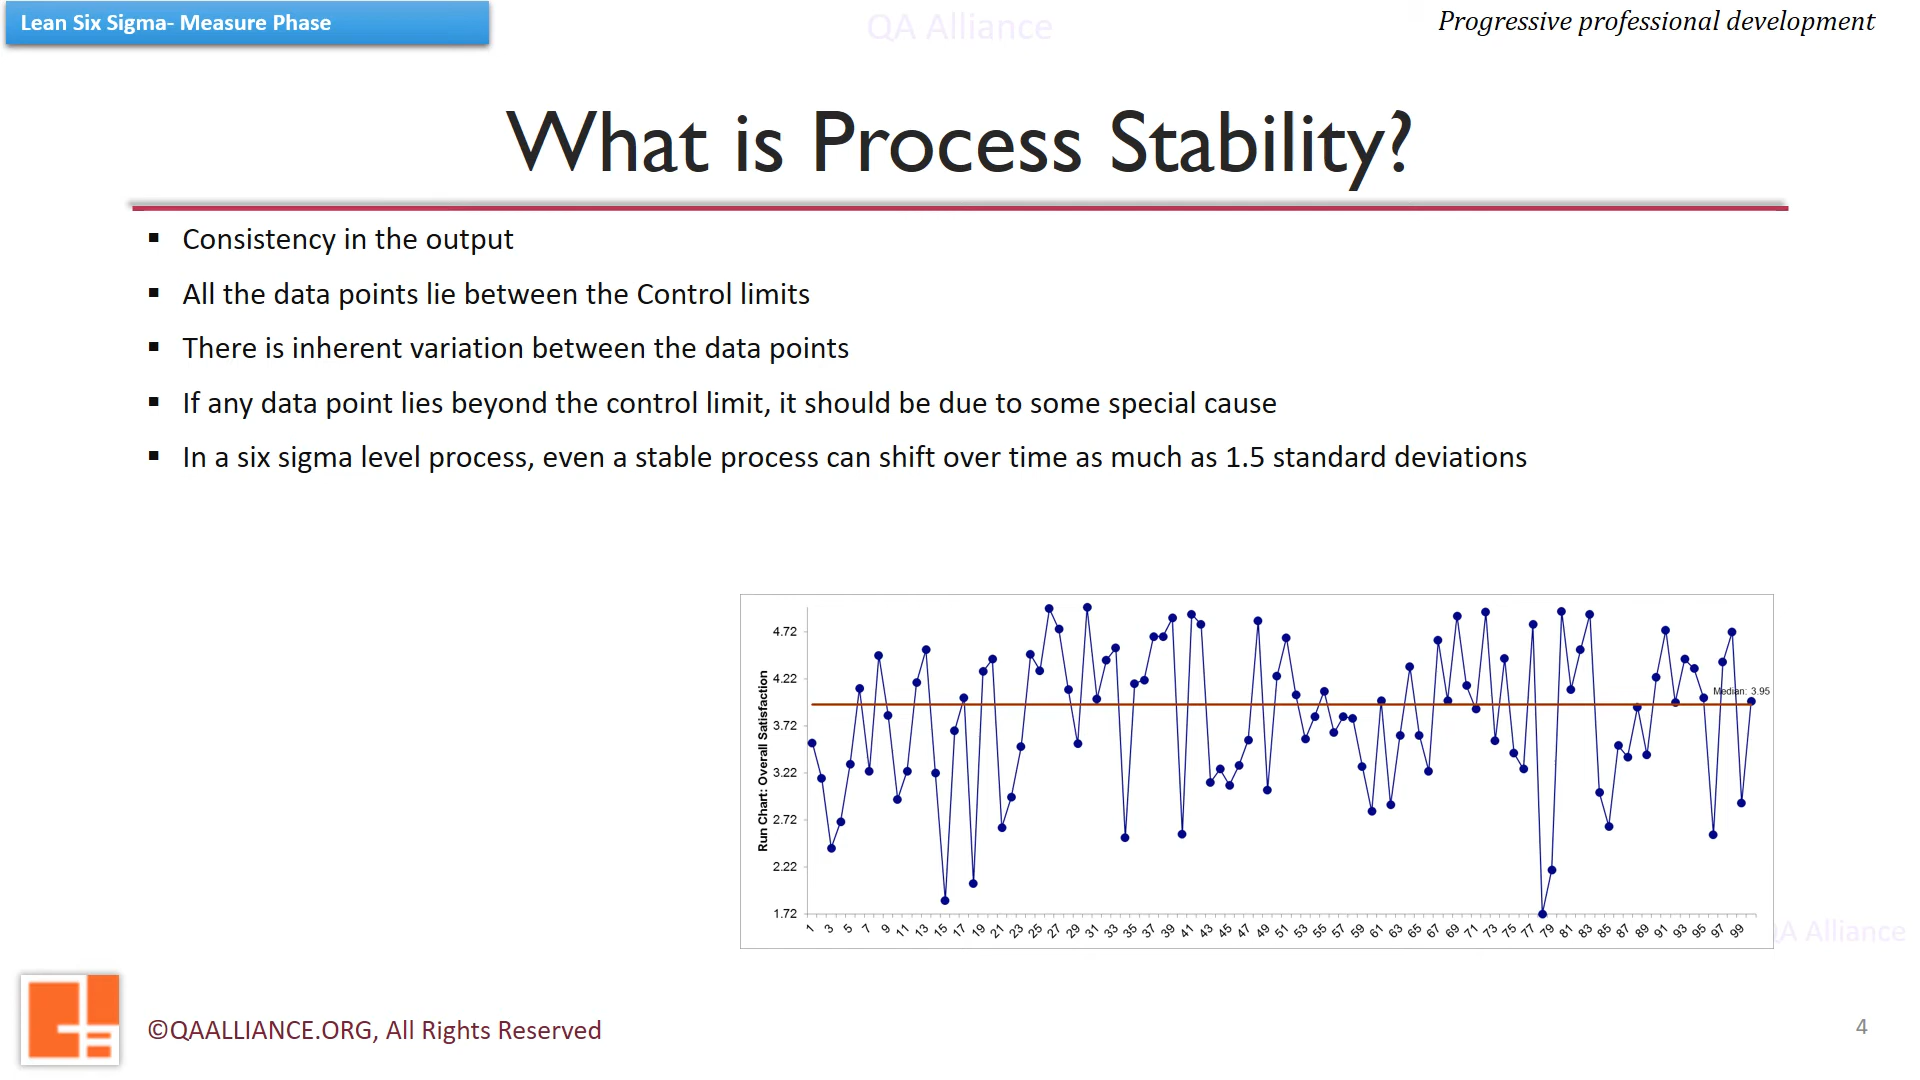 Lean Six Sigma- Measure Phase
QA Alliance
Progressive professional development
What is Process Stability?
▪ Consistency in the output
▪ All the data points lie between the Control limits
▪ There is inherent variation between the data points
▪ If any data point lies beyond the control limit, it should be due to some special cause
▪ In a six sigma level process, even a stable process can shift over time as much as 1.5 standard deviations
Run Chart: Overall Satisfaction
4.72
4.22
3.72
3.22
2.72
2.22
1.72
Median: 3.95
1 3 5 7 9 11 13 15 17 19 21 23 25 27 29 31 33 35 37 39 41 43 45 47 49 51 53 55 57 59 61 63 65 67 69 71 73 75 77 79 81 83 85 87 89 91 93 95 97 99
QA Alliance
©QAALLIANCE.ORG, All Rights Reserved
4